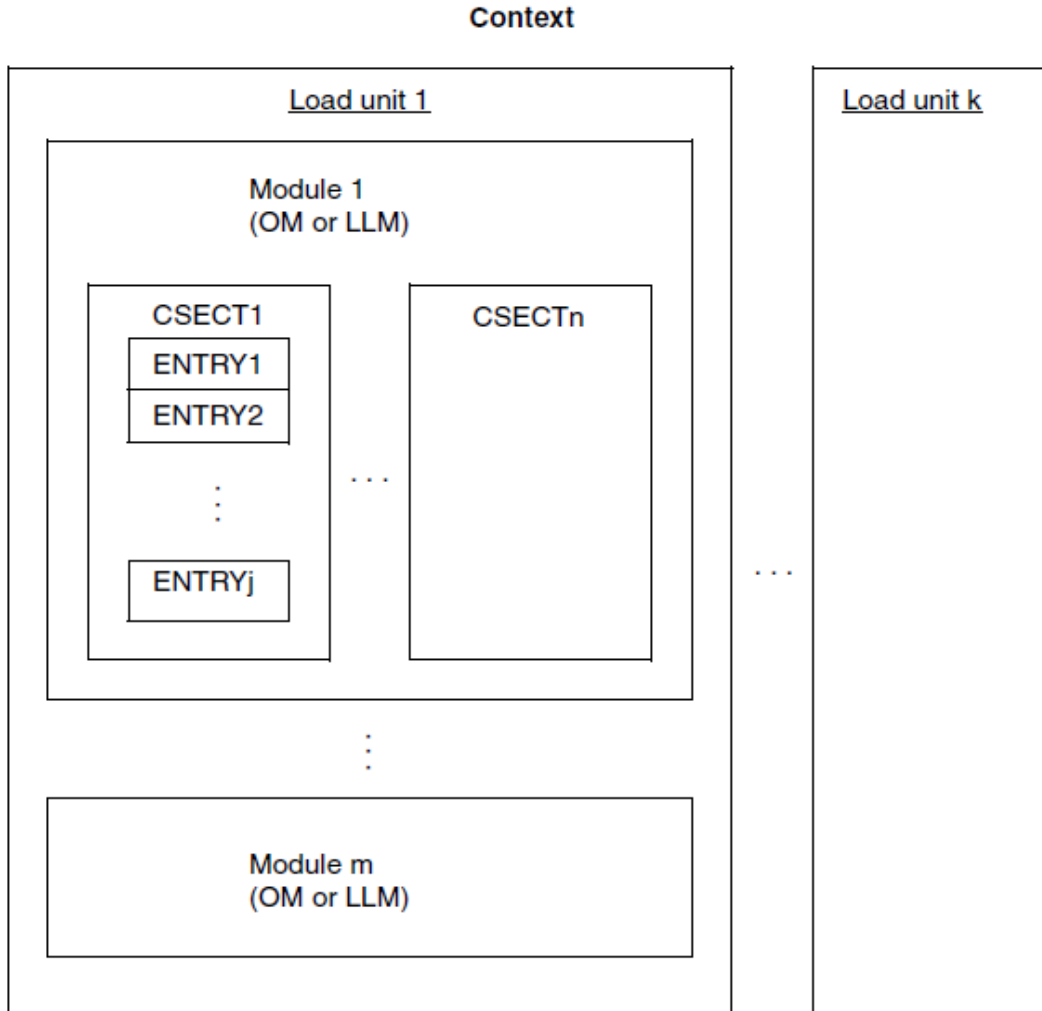 Context
Load unit 1
Load unit k
Module 1
(OM or LLM)
CSECT1
CSECTn
ENTRY1
ENTRY2
...
. . .
ENTRYj
. . .
...
Module m
(OM or LLM)